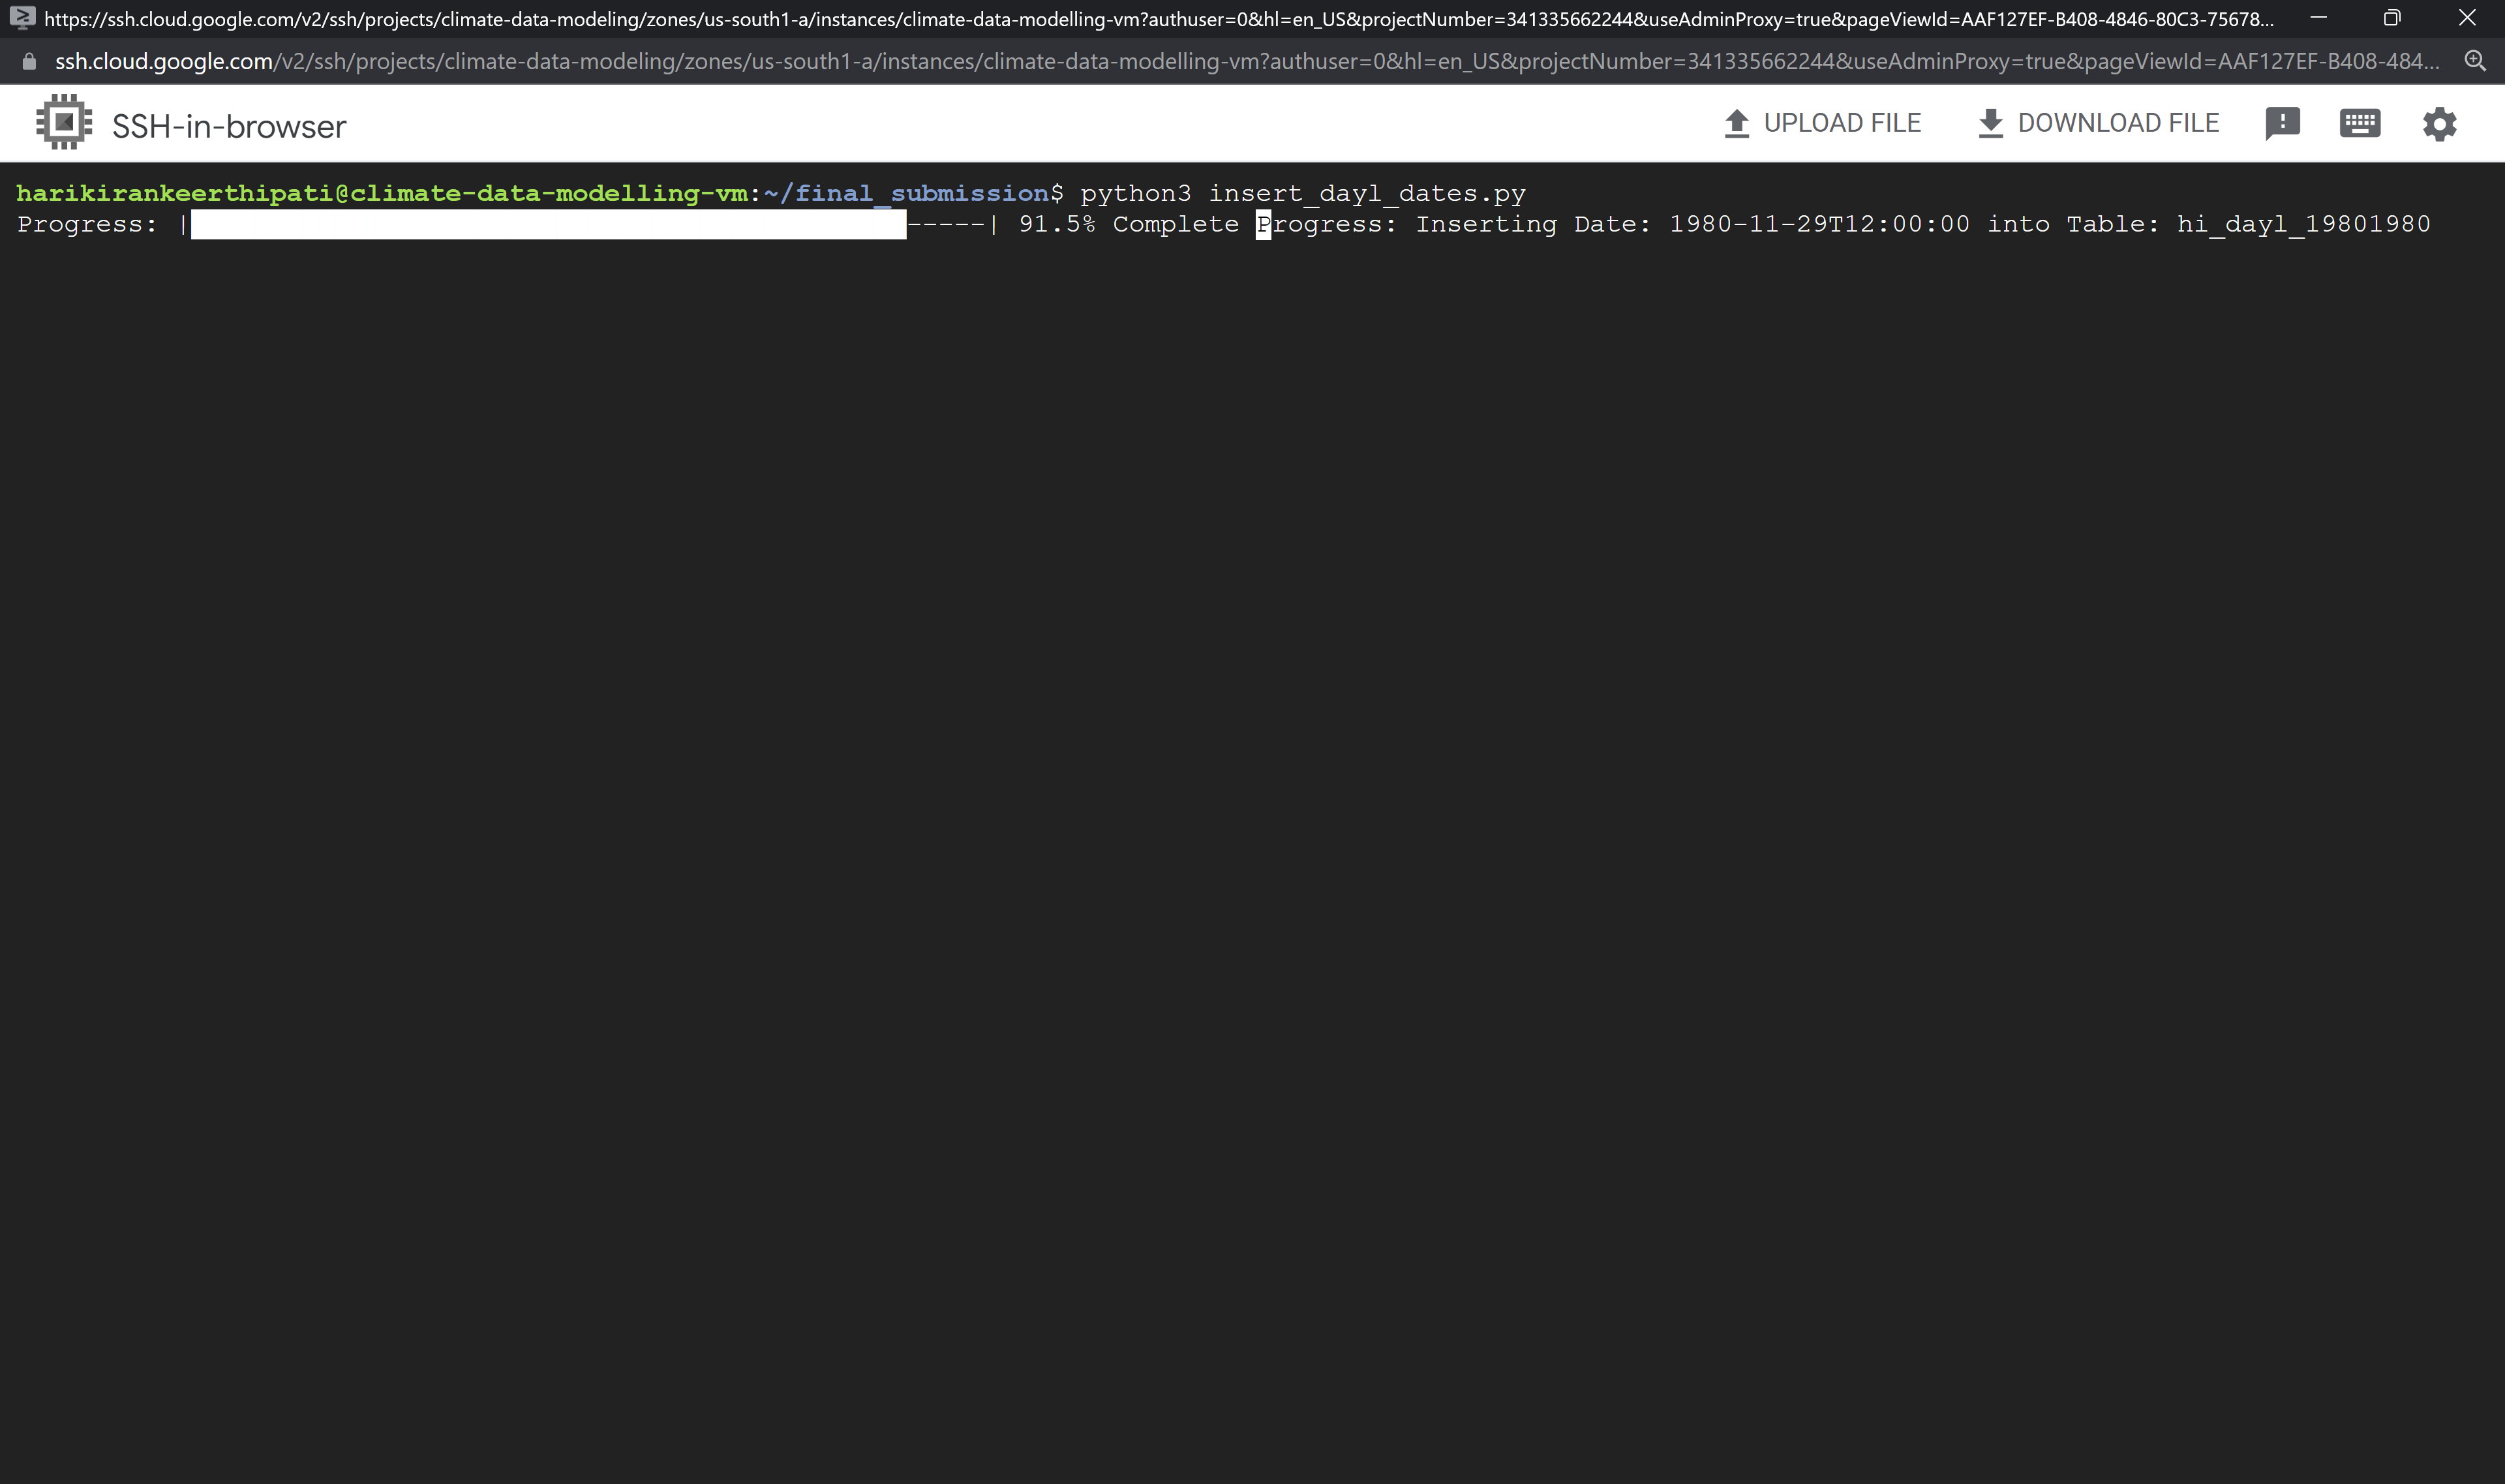 https://ssh.cloud.google.com/v2/ssh/projects/climate-data-modeling/zones/us-south1-a/instances/climate-data-modelling-vm?authuser=0&hl=en_US&projectNumber=341335662244&useAdminProxy=true&pageViewId=AAF127EF-B408-4846-80C3-75678...
ssh.cloud.google.com/v2/ssh/projects/climate-data-modeling/zones/us-south1-a/instances/climate-data-modelling-vm?authuser=0&hl=en_US&projectNumber=341335662244&useAdminProxy=true&pageViewId=AAF127EF-B408-484...
SSH-in-browser UPLOAD FILE DOWNLOAD FILE
harikirankeerthipati@climate-data-modelling-vm:~/final_submission$ python3 insert_dayl_dates.py
Progress: |█████████████████████████████████████████████-----| 91.5% Complete Progress: Inserting Date: 1980-11-29T12:00:00 into Table: hi_dayl_19801980